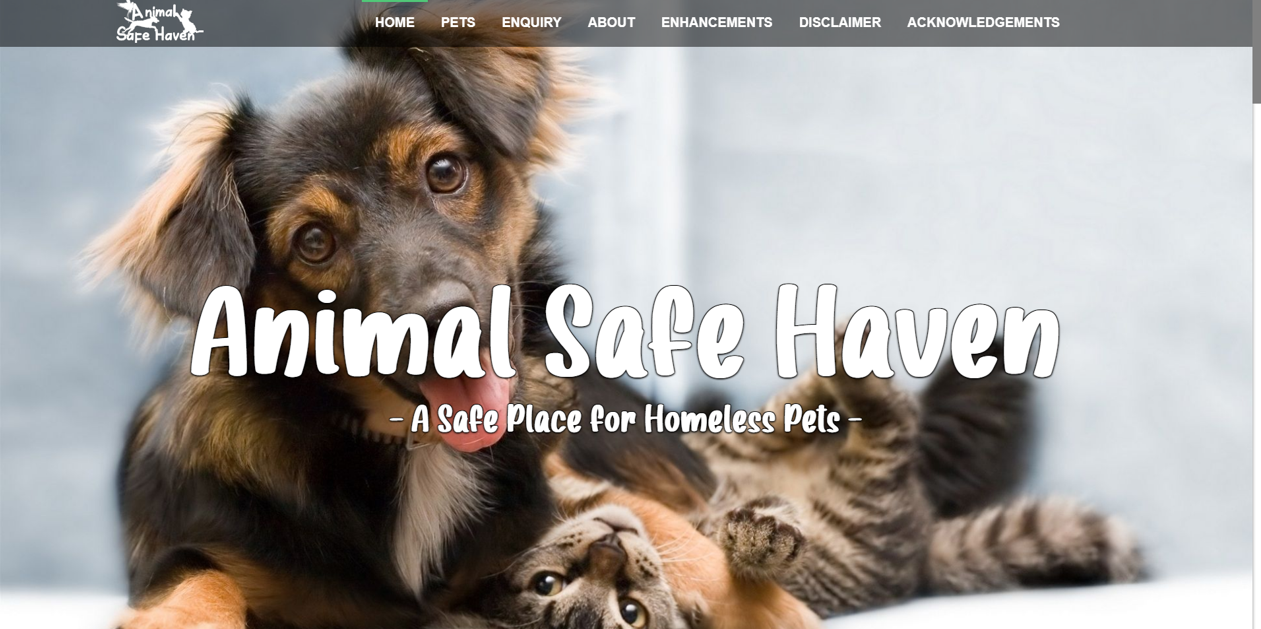 Animal
Safe Haven
HOME PETS ENQUIRY ABOUT ENHANCEMENTS DISCLAIMER ACKNOWLEDGEMENTS
Animal Safe Haven
- A Safe Place for Homeless Pets -